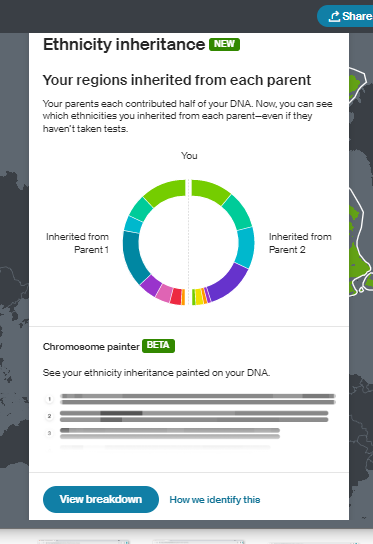 Share
Ethnicity inheritance NEW
Your regions inherited from each parent
Your parents each contributed half of your DNA. Now, you can see
which ethnicities you inherited from each parent—even if they
haven't taken tests.
You
Inherited from
Parent 1
Inherited from
Parent 2
Chromosome painter BETA
See your ethnicity inheritance painted on your DNA.
1
2
3
View breakdown
How we identify this